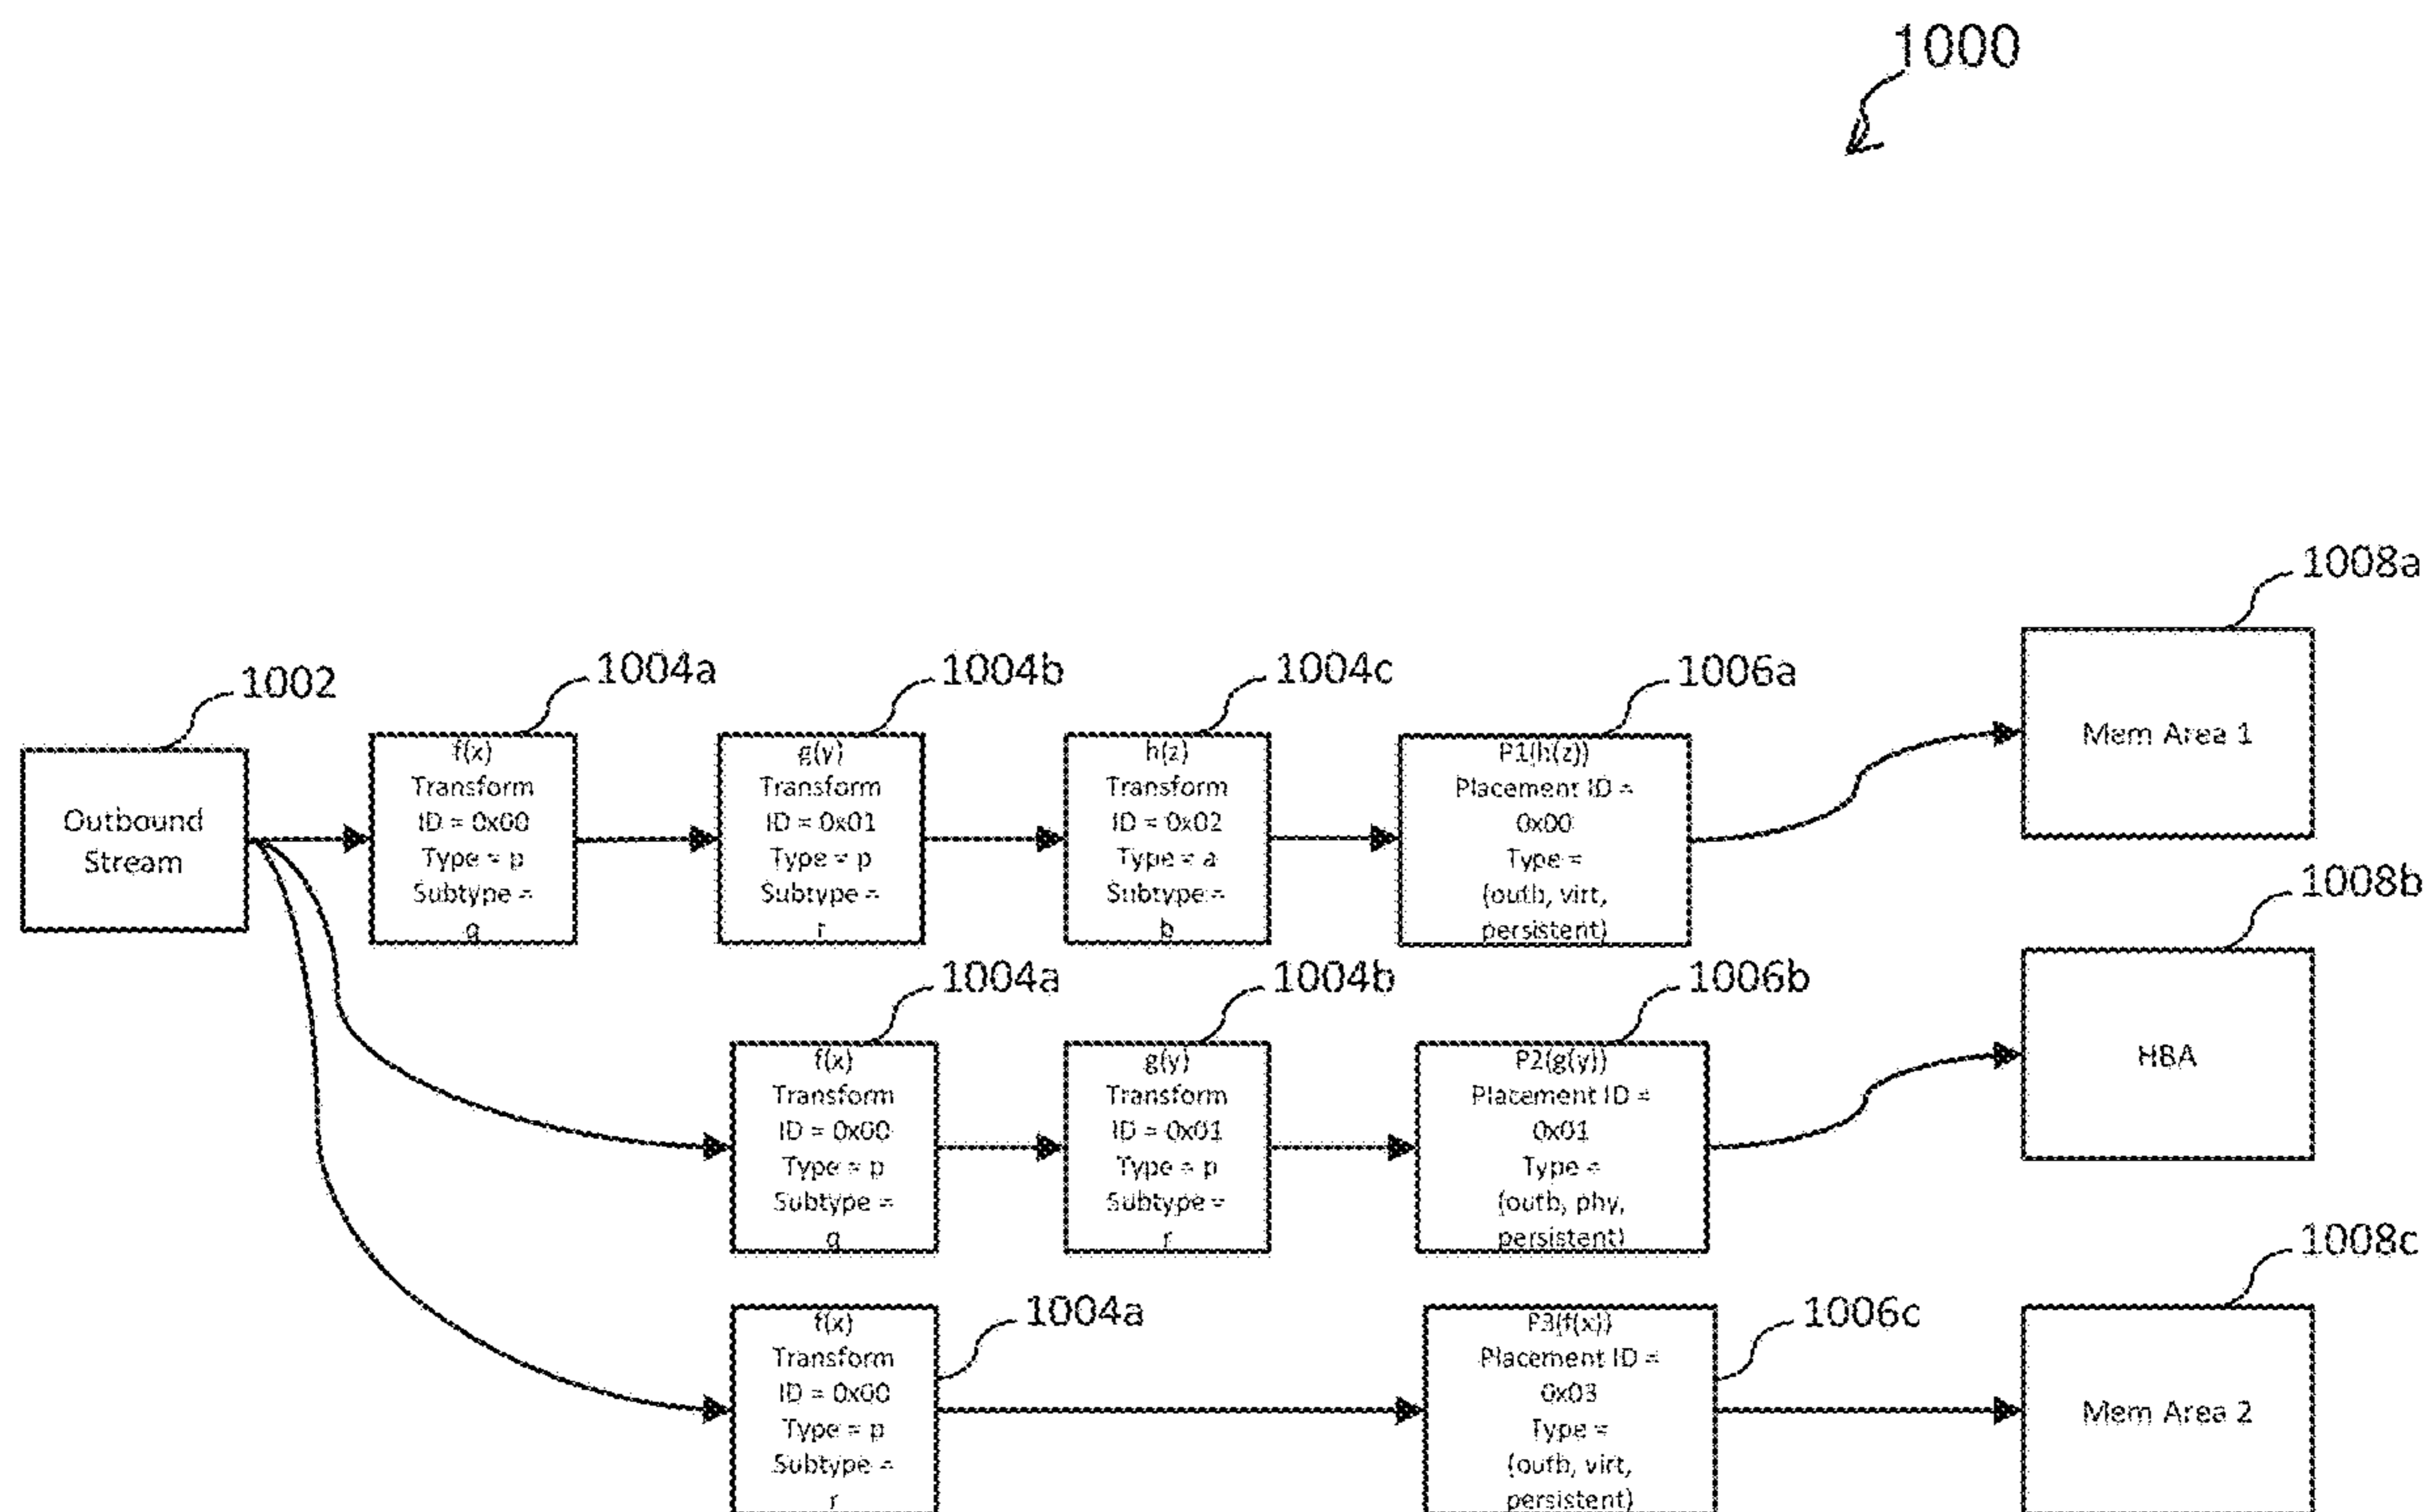 1000
1008a
1002
1004a
1004b
1004c
1006a
Outbound
Stream
f(x)
Transform
ID = 0x00
Type = p
Subtype =
q
g(y)
Transform
ID = 0x01
Type = p
Subtype =
r
h(z)
Transform
ID = 0x02
Type = a
Subtype =
b
P1(h(z))
Placement ID =
0x00
Type =
(outb, virt,
persistent)
Mem Area 1
1008b
1004a
1004b
1006b
f(x)
Transform
ID = 0x00
Type = p
Subtype =
q
g(y)
Transform
ID = 0x01
Type = p
Subtype =
r
P2(g(y))
Placement ID =
0x01
Type =
(outb, phy,
persistent)
HBA
1008c
1004a
1006c
f(x)
Transform
ID = 0x00
Type = p
Subtype =
r
P3(f(x))
Placement ID =
0x03
Type =
(outb, virt,
persistent)
Mem Area 2